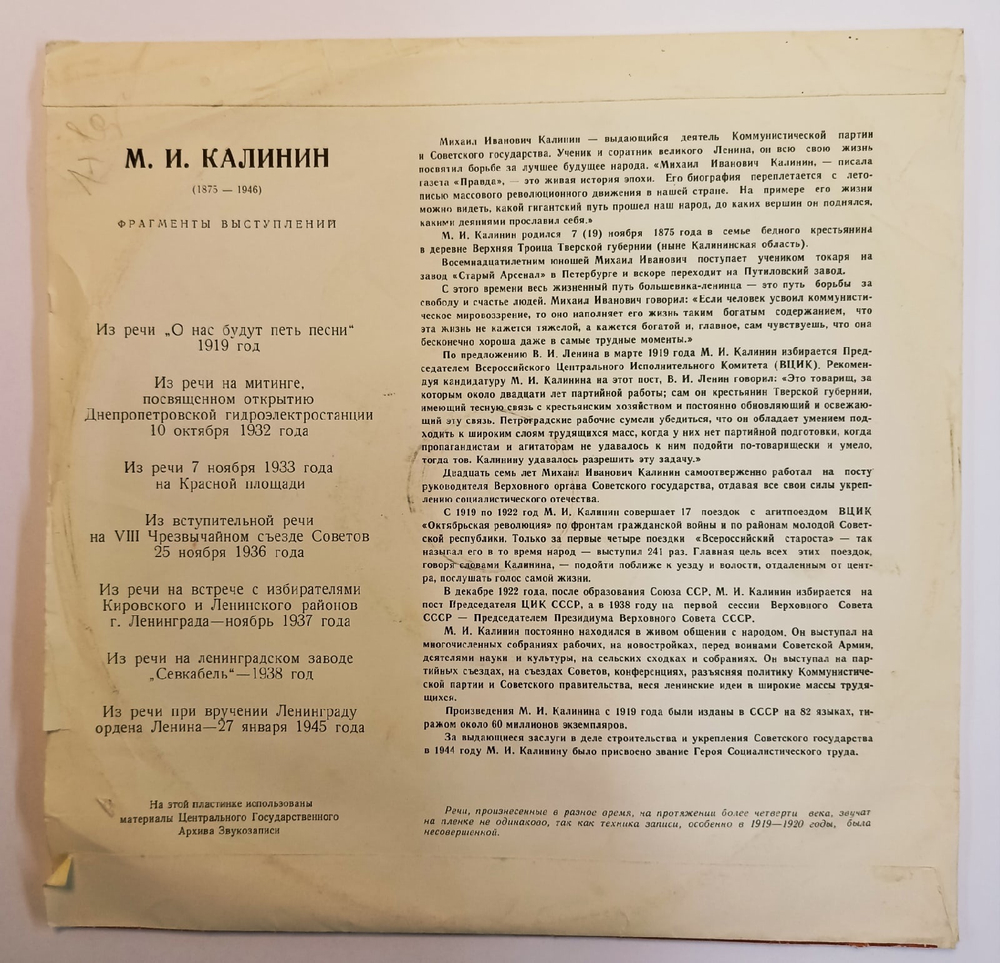 М. И. КАЛИНИН
(1875 — 1946)
ФРАГМЕНТЫ ВЫСТУПЛЕНИЙ
Из речи „О нас будут петь песни“
1919 год
Из речи на митинге,
посвященном открытию
Днепропетровской гидроэлектростанции
10 октября 1932 года
Из речи 7 ноября 1933 года
на Красной площади
Из вступительной речи
на VIII Чрезвычайном съезде Советов
25 ноября 1936 года
Из речи на встрече с избирателями
Кировского и Ленинского районов
г. Ленинграда—ноябрь 1937 года
Из речи на ленинградском заводе
„Севкабель“—1938 год
Из речи при вручении Ленинграду
ордена Ленина—27 января 1945 года
На этой пластинке использованы
материалы Центрального Государственного
Архива Звукозаписи
Михаил Иванович Калинин — выдающийся деятель Коммунистической партии
и Советского государства. Ученик и соратник великого Ленина, он всю свою жизнь
посвятил борьбе за лучшее будущее народа. «Михаил Иванович Калинин, — писала
газета «Правда», — это живая история эпохи. Его биография переплетается с лето-
писью массового революционного движения в нашей стране. На примере его жизни
можно видеть, какой гигантский путь прошел наш народ, до каких вершин он поднялся,
какими деяниями прославил себя.»
М. И. Калинин родился 7 (19) ноября 1875 года в семье бедного крестьянина
в деревне Верхняя Троица Тверской губернии (ныне Калининская область).
Восемнадцатилетним юношей Михаил Иванович поступает учеником токаря на
завод «Старый Арсенал» в Петербурге и вскоре переходит на Путиловский завод.
С этого времени весь жизненный путь большевика-ленинца — это путь борьбы за
свободу и счастье людей. Михаил Иванович говорил: «Если человек усвоил коммунисти-
ческое мировоззрение, то оно наполняет его жизнь таким богатым содержанием, что
эта жизнь не кажется тяжелой, а кажется богатой и, главное, сам чувствуешь, что она
бесконечно хороша даже в самые трудные моменты.»
По предложению В. И. Ленина в марте 1919 года М. И. Калинин избирается Пред-
седателем Всероссийского Центрального Исполнительного Комитета (ВЦИК). Рекомен-
дуя кандидатуру М. И. Калинина на этот пост, В. И. Ленин говорил: «Это товарищ, за
которым около двадцати лет партийной работы; сам он крестьянин Тверской губернии,
имеющий тесную связь с крестьянским хозяйством и постоянно обновляющий и освежаю-
щий эту связь. Петроградские рабочие сумели убедиться, что он обладает умением под-
ходить к широким слоям трудящихся масс, когда у них нет партийной подготовки, когда
пропагандистам и агитаторам не удавалось к ним подойти по-товарищески и умело,
тогда тов. Калинину удавалось разрешить эту задачу.»
Двадцать семь лет Михаил Иванович Калинин самоотверженно работал на посту
руководителя Верховного органа Советского государства, отдавая все свои силы укреп-
лению социалистического отечества.
С 1919 по 1922 год М. И. Калинин совершает 17 поездок с агитпоездом ВЦИК
«Октябрьская революция» по фронтам гражданской войны и по районам молодой Совет-
ской республики. Только за первые четыре поездки «Всероссийский староста» — так
называл его в то время народ — выступил 241 раз. Главная цель всех этих поездок,
говоря словами Калинина, — подойти поближе к уезду и волости, отдаленным от цент-
ра, послушать голос самой жизни.
В декабре 1922 года, после образования Союза ССР, М. И. Калинин избирается на
пост Председателя ЦИК СССР, а в 1938 году на первой сессии Верховного Совета
СССР — Председателем Президиума Верховного Совета СССР.
М. И. Калинин постоянно находился в живом общении с народом. Он выступал на
многочисленных собраниях рабочих, на новостройках, перед воинами Советской Армии,
деятелями науки и культуры, на сельских сходках и собраниях. Он выступал на пар-
тийных съездах, на съездах Советов, конференциях, разъясняя политику Коммунистиче-
ской партии и Советского правительства, неся ленинские идеи в широкие массы трудя-
щихся.
Произведения М. И. Калинина с 1919 года были изданы в СССР на 82 языках, ти-
ражом около 60 миллионов экземпляров.
За выдающиеся заслуги в деле строительства и укрепления Советского государства
в 1944 году М. И. Калинину было присвоено звание Героя Социалистического труда.
Речи, произнесенные в разное время, на протяжении более четверти века, звучат
на пленке не одинаково, так как техника записи, особенно в 1919—1920 годы, была
несовершенной.